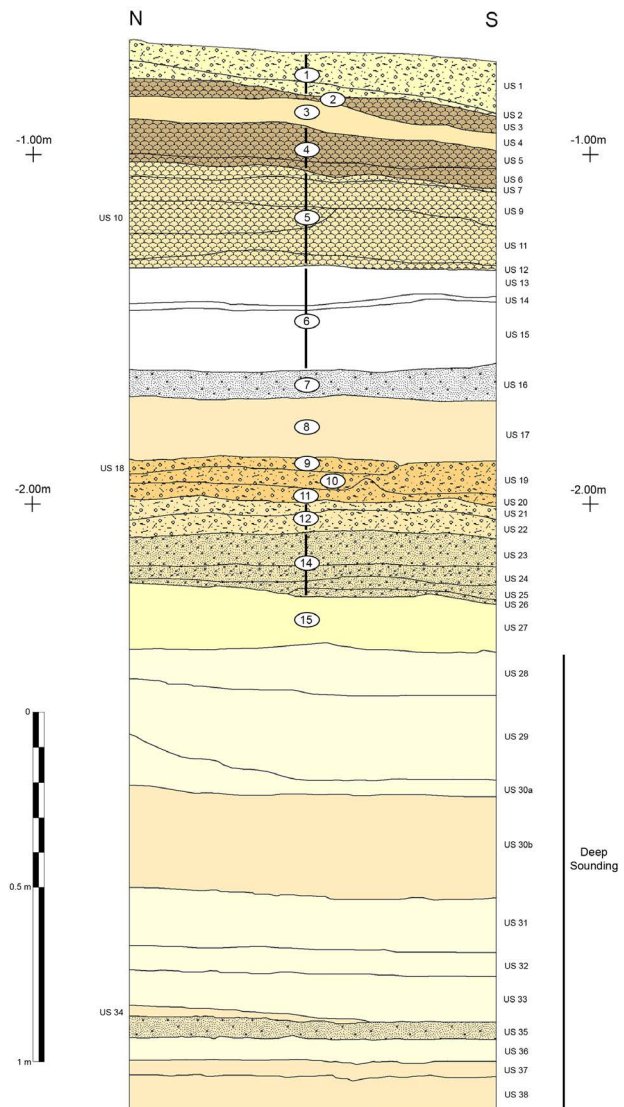 N
S
1
US 1
2
US 2
3
US 3
-1.00m
US 4
-1.00m
4
US 5
US 6
US 7
US 10
5
US 9
US 11
US 12
US 13
US 14
6
US 15
7
US 16
8
US 17
9
US 18
10
US 19
11
-2.00m
US 20
-2.00m
12
US 21
US 22
US 23
14
US 24
US 25
US 26
15
US 27
US 28
0
US 29
US 30a
US 30b
Deep
Sounding
0.5 m
US 31
US 32
US 33
US 34
US 35
US 36
1 m
US 37
US 38